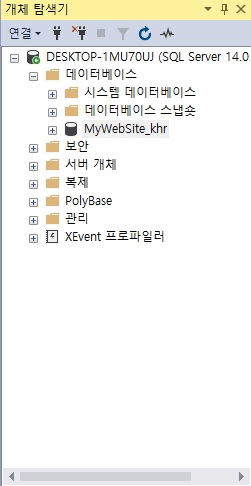 개체 탐색기
연결
DESKTOP-1MU70UJ (SQL Server 14.0
데이터베이스
시스템 데이터베이스
데이터베이스 스냅숏
MyWebSite_khr
보안
서버 개체
복제
PolyBase
관리
XEvent 프로파일러